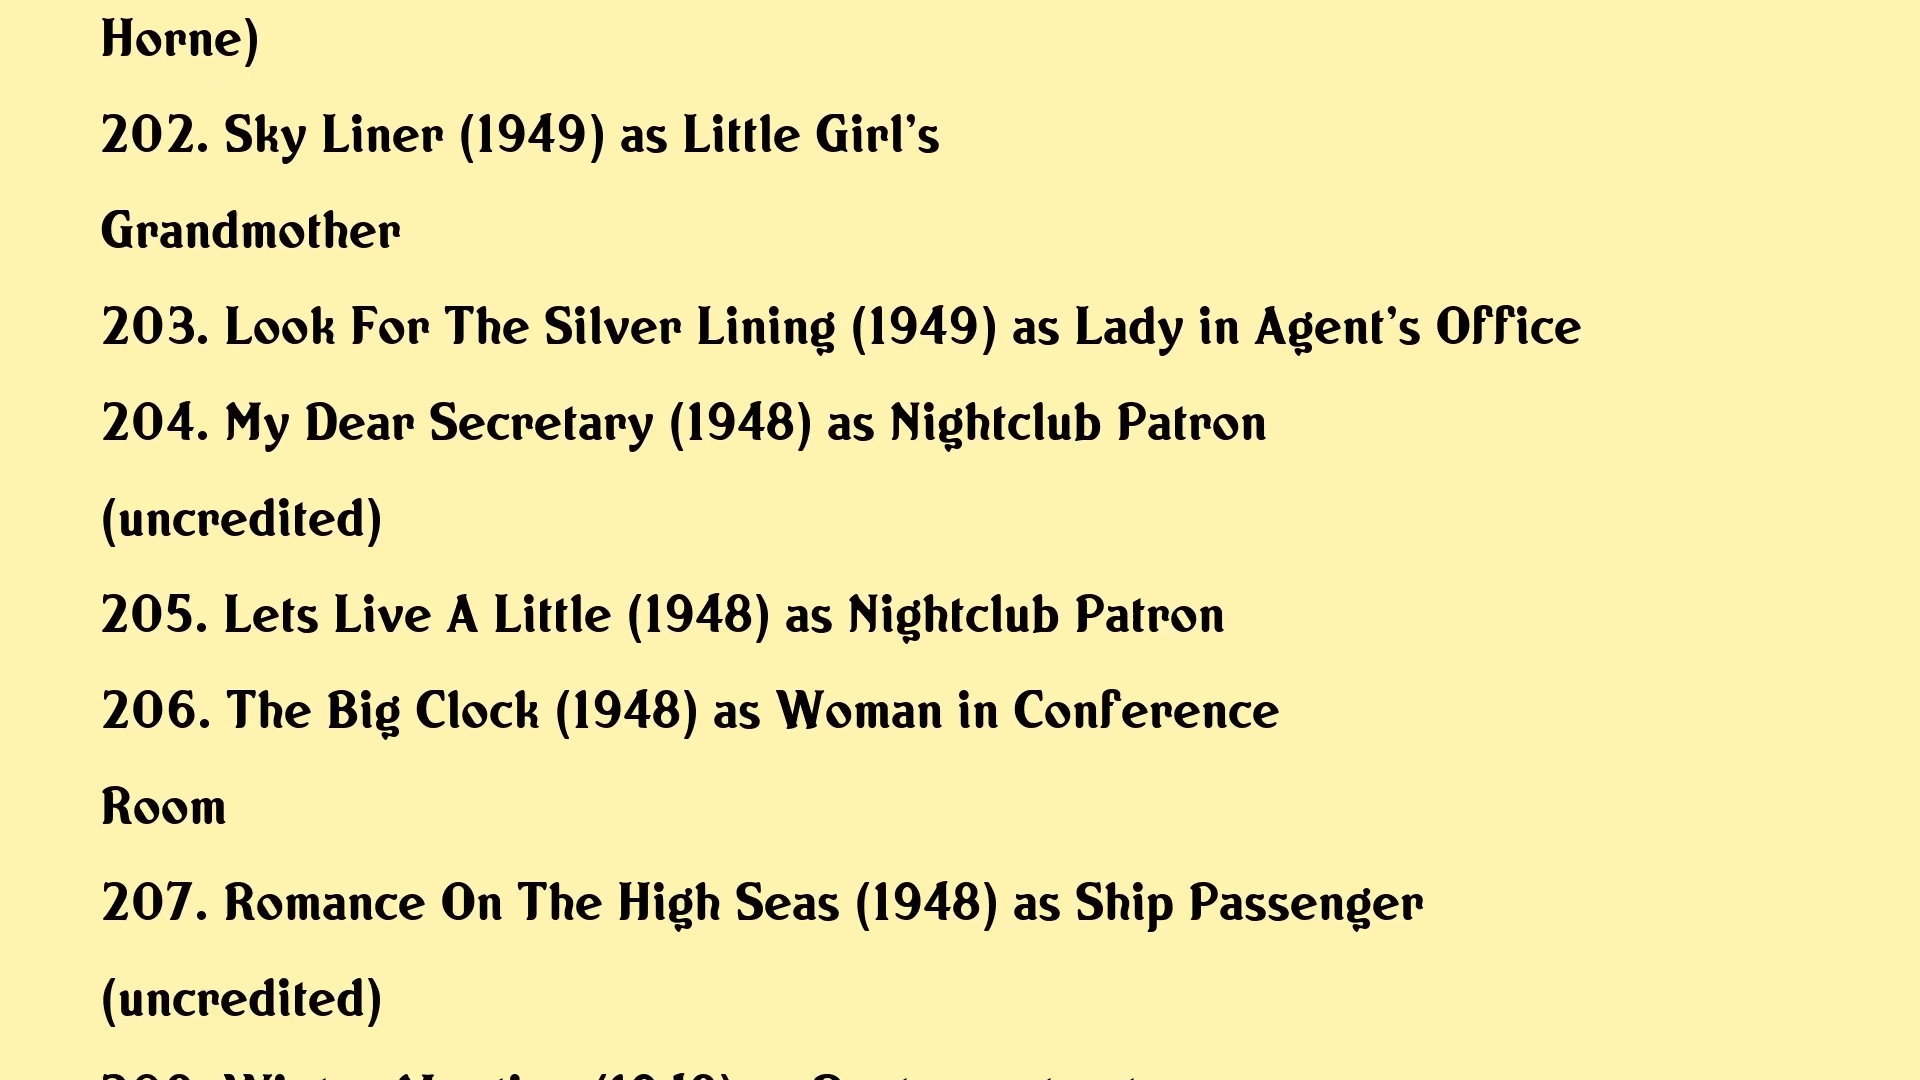 Horne)
202. Sky Liner (1949) as Little Girl's
Grandmother
203. Look For The Silver Lining (1949) as Lady in Agent's Office
204. My Dear Secretary (1948) as Nightclub Patron
(uncredited)
205. Lets Live A Little (1948) as Nightclub Patron
206. The Big Clock (1948) as Woman in Conference
Room
207. Romance On The High Seas (1948) as Ship Passenger
(uncredited)